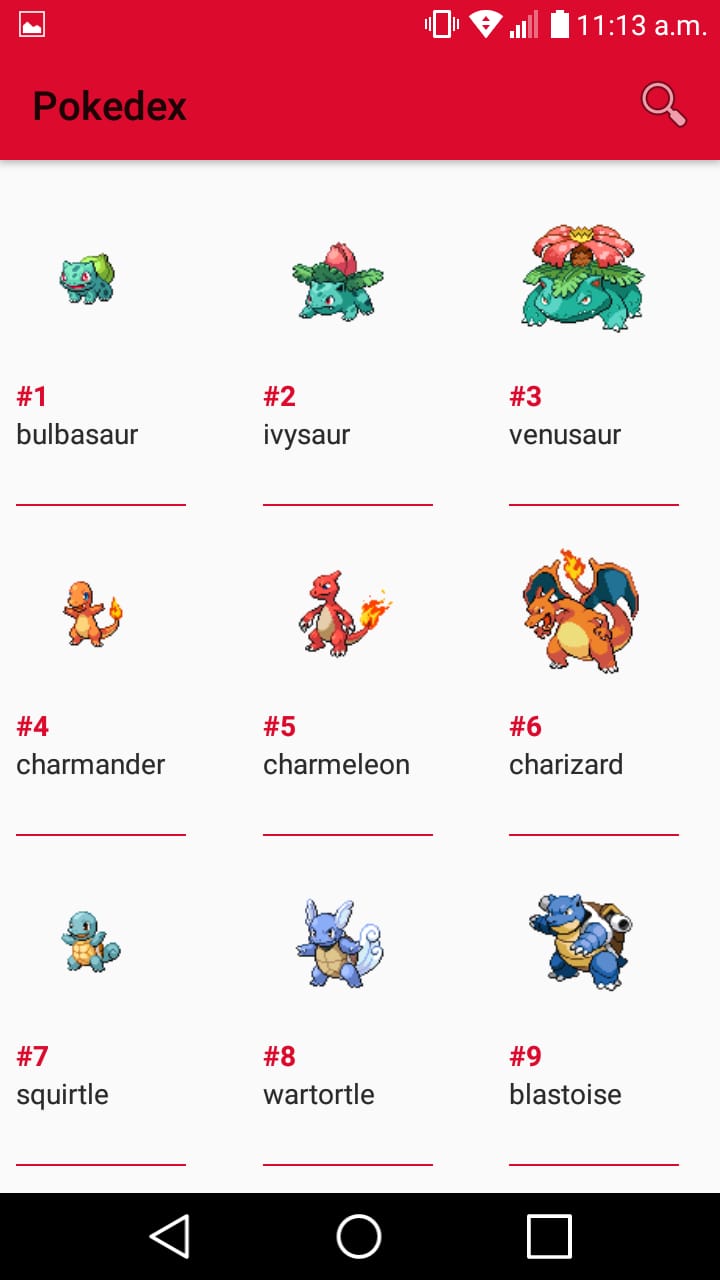 11:13 a.m.
Pokedex
#1
bulbasaur
#2
ivysaur
#3
venusaur
#4
charmander
#5
charmeleon
#6
charizard
#7
squirtle
#8
wartortle
#9
blastoise